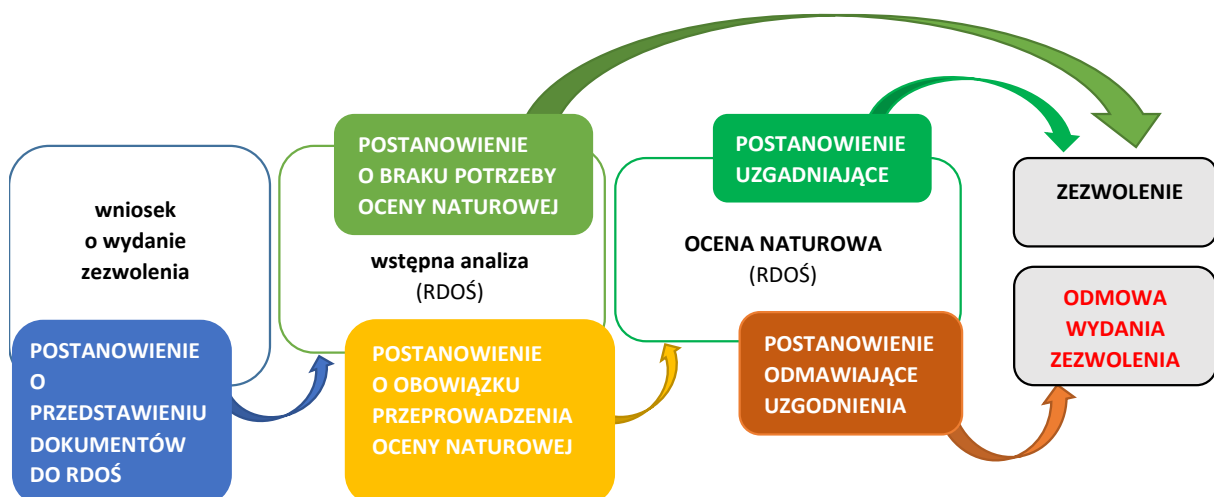 wniosek
o wydanie
zezwolenia
POSTANOWIENIE
O
PRZEDSTAWIENIU
DOKUMENTÓW
DO RDOŚ
POSTANOWIENIE
O BRAKU POTRZEBY
OCENY NATUROWEJ
wstępna analiza
(RDOŚ)
POSTANOWIENIE
O OBOWIĄZKU
PRZEPROWADZENIA
OCENY NATUROWEJ
POSTANOWIENIE
UZGADNIAJĄCE
OCENA NATUROWA
(RDOŚ)
POSTANOWIENIE
ODMAWIAJĄCE
UZGODNIENIA
ZEZWOLENIE
ODMOWA
WYDANIA
ZEZWOLENIA